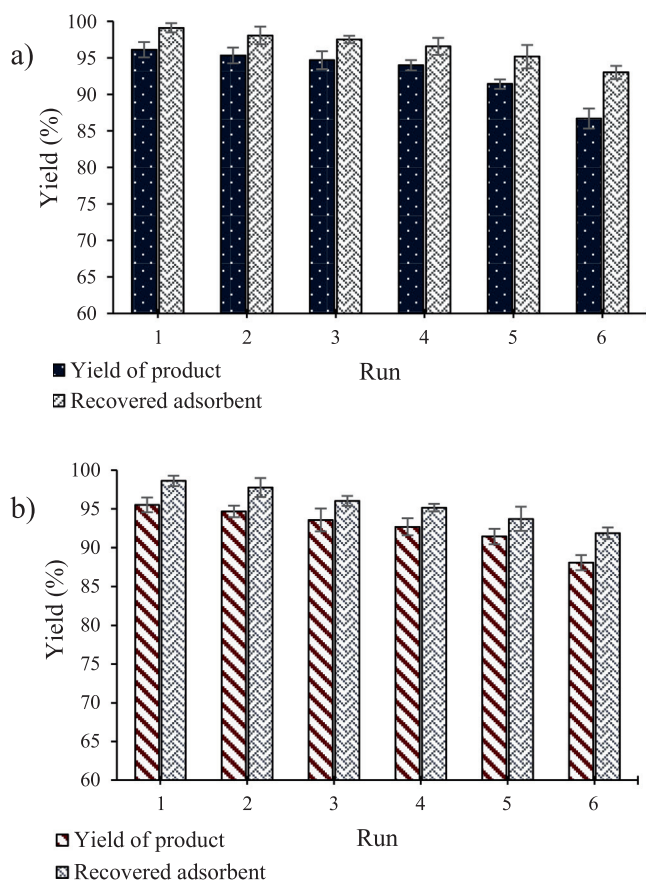 a)
Yield (%)
100
95
90
85
80
75
70
65
60
1 2 3 4 5 6
Run
Yield of product
Recovered adsorbent
b)
Yield (%)
100
95
90
85
80
75
70
65
60
1 2 3 4 5 6
Run
Yield of product
Recovered adsorbent